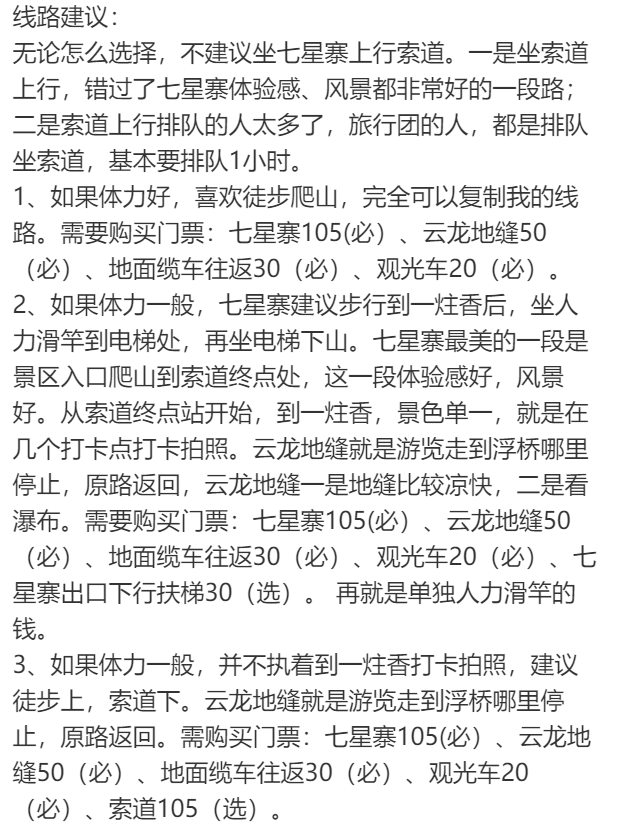 线路建议：
无论怎么选择，不建议坐七星寨上行索道。一是坐索道
上行，错过了七星寨体验感、风景都非常好的一段路；
二是索道上行排队的人太多了，旅行团的人，都是排队
坐索道，基本要排队1小时。
1、如果体力好，喜欢徒步爬山，完全可以复制我的线
路。需要购买门票：七星寨105(必）、云龙地缝50
（必）、地面缆车往返30（必）、观光车20（必）。
2、如果体力一般，七星寨建议步行到一炷香后，坐人
力滑竿到电梯处，再坐电梯下山。七星寨最美的一段是
景区入口爬山到索道终点处，这一段体验感好，风景
好。从索道终点站开始，到一炷香，景色单一，就是在
几个打卡点打卡拍照。云龙地缝就是游览走到浮桥哪里
停止，原路返回，云龙地缝一是地缝比较凉快，二是看
瀑布。需要购买门票：七星寨105(必）、云龙地缝50
（必）、地面缆车往返30（必）、观光车20（必）、七
星寨出口下行扶梯30（选）。 再就是单独人力滑竿的
钱。
3、如果体力一般，并不执着到一炷香打卡拍照，建议
徒步上，索道下。云龙地缝就是游览走到浮桥哪里停
止，原路返回。需购买门票：七星寨105(必）、云龙地
缝50（必）、地面缆车往返30（必）、观光车20
（必）、索道105（选）。